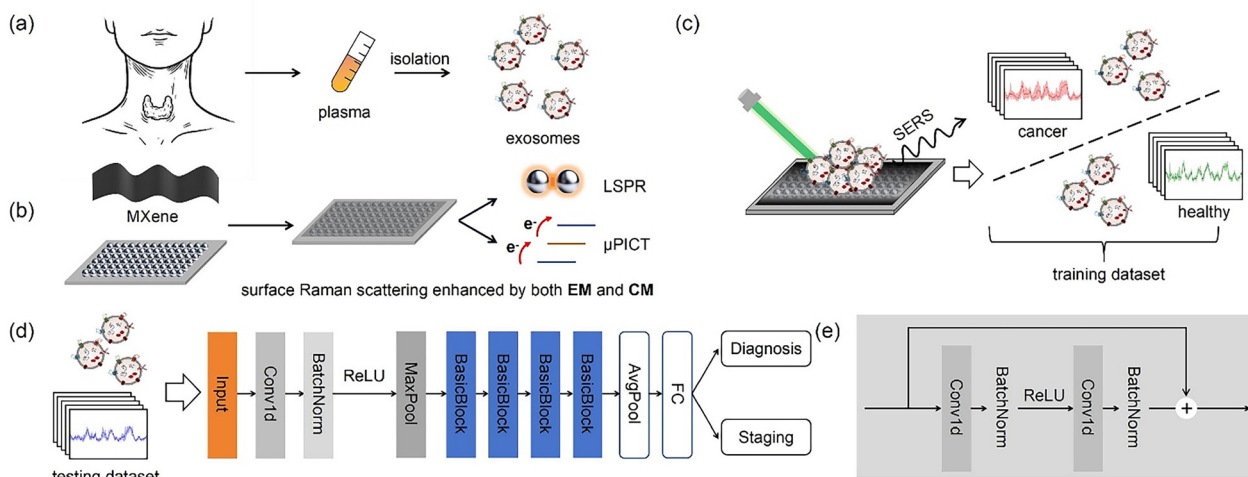 (a)
plasma
isolation
exosomes
MXene
(b)
LSPR
e-
e-
μPICT
surface Raman scattering enhanced by both EM and CM
(c)
SERS
cancer
healthy
training dataset
(d)
testing dataset
Input
Conv1d
BatchNorm
ReLU
MaxPool
BasicBlock
BasicBlock
BasicBlock
BasicBlock
AvgPool
FC
Diagnosis
Staging
(e)
Conv1d
BatchNorm
ReLU
Conv1d
BatchNorm
+